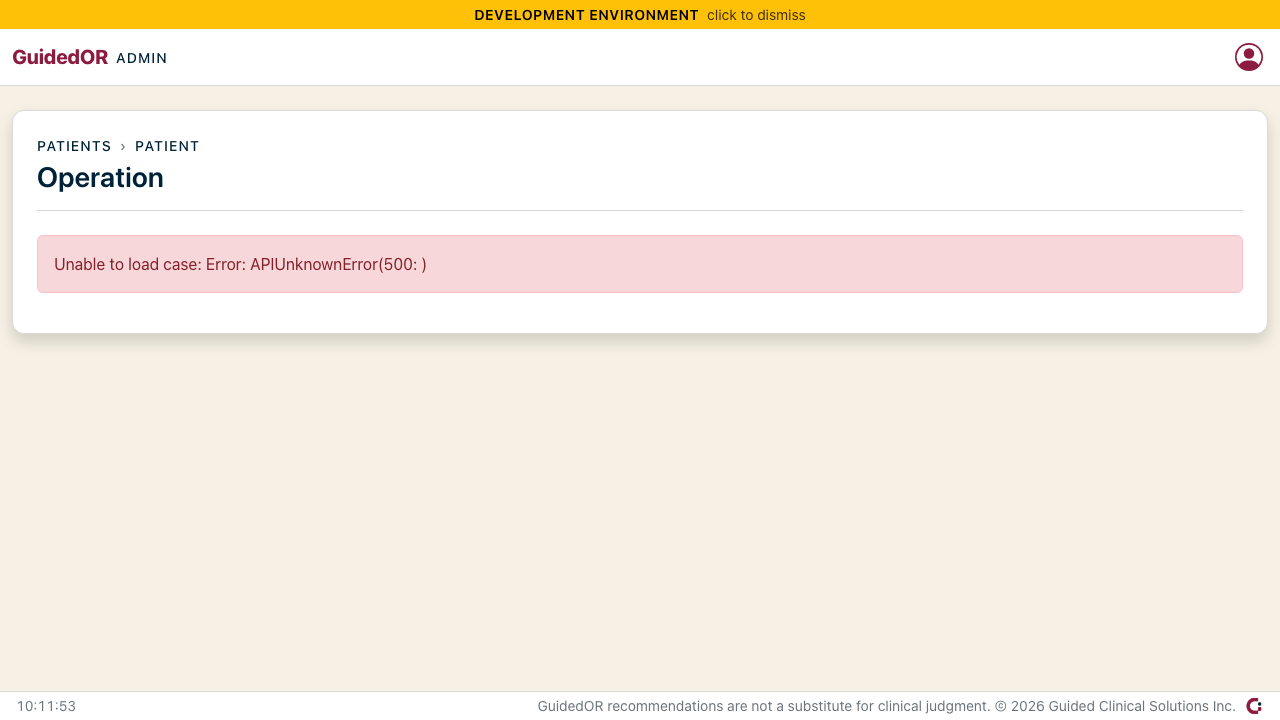 DEVELOPMENT ENVIRONMENT click to dismiss
GuidedOR ADMIN
PATIENTS › PATIENT
Operation
Unable to load case: Error: APIUnknownError(500: )
10:11:53 GuidedOR recommendations are not a substitute for clinical judgment. © 2026 Guided Clinical Solutions Inc.